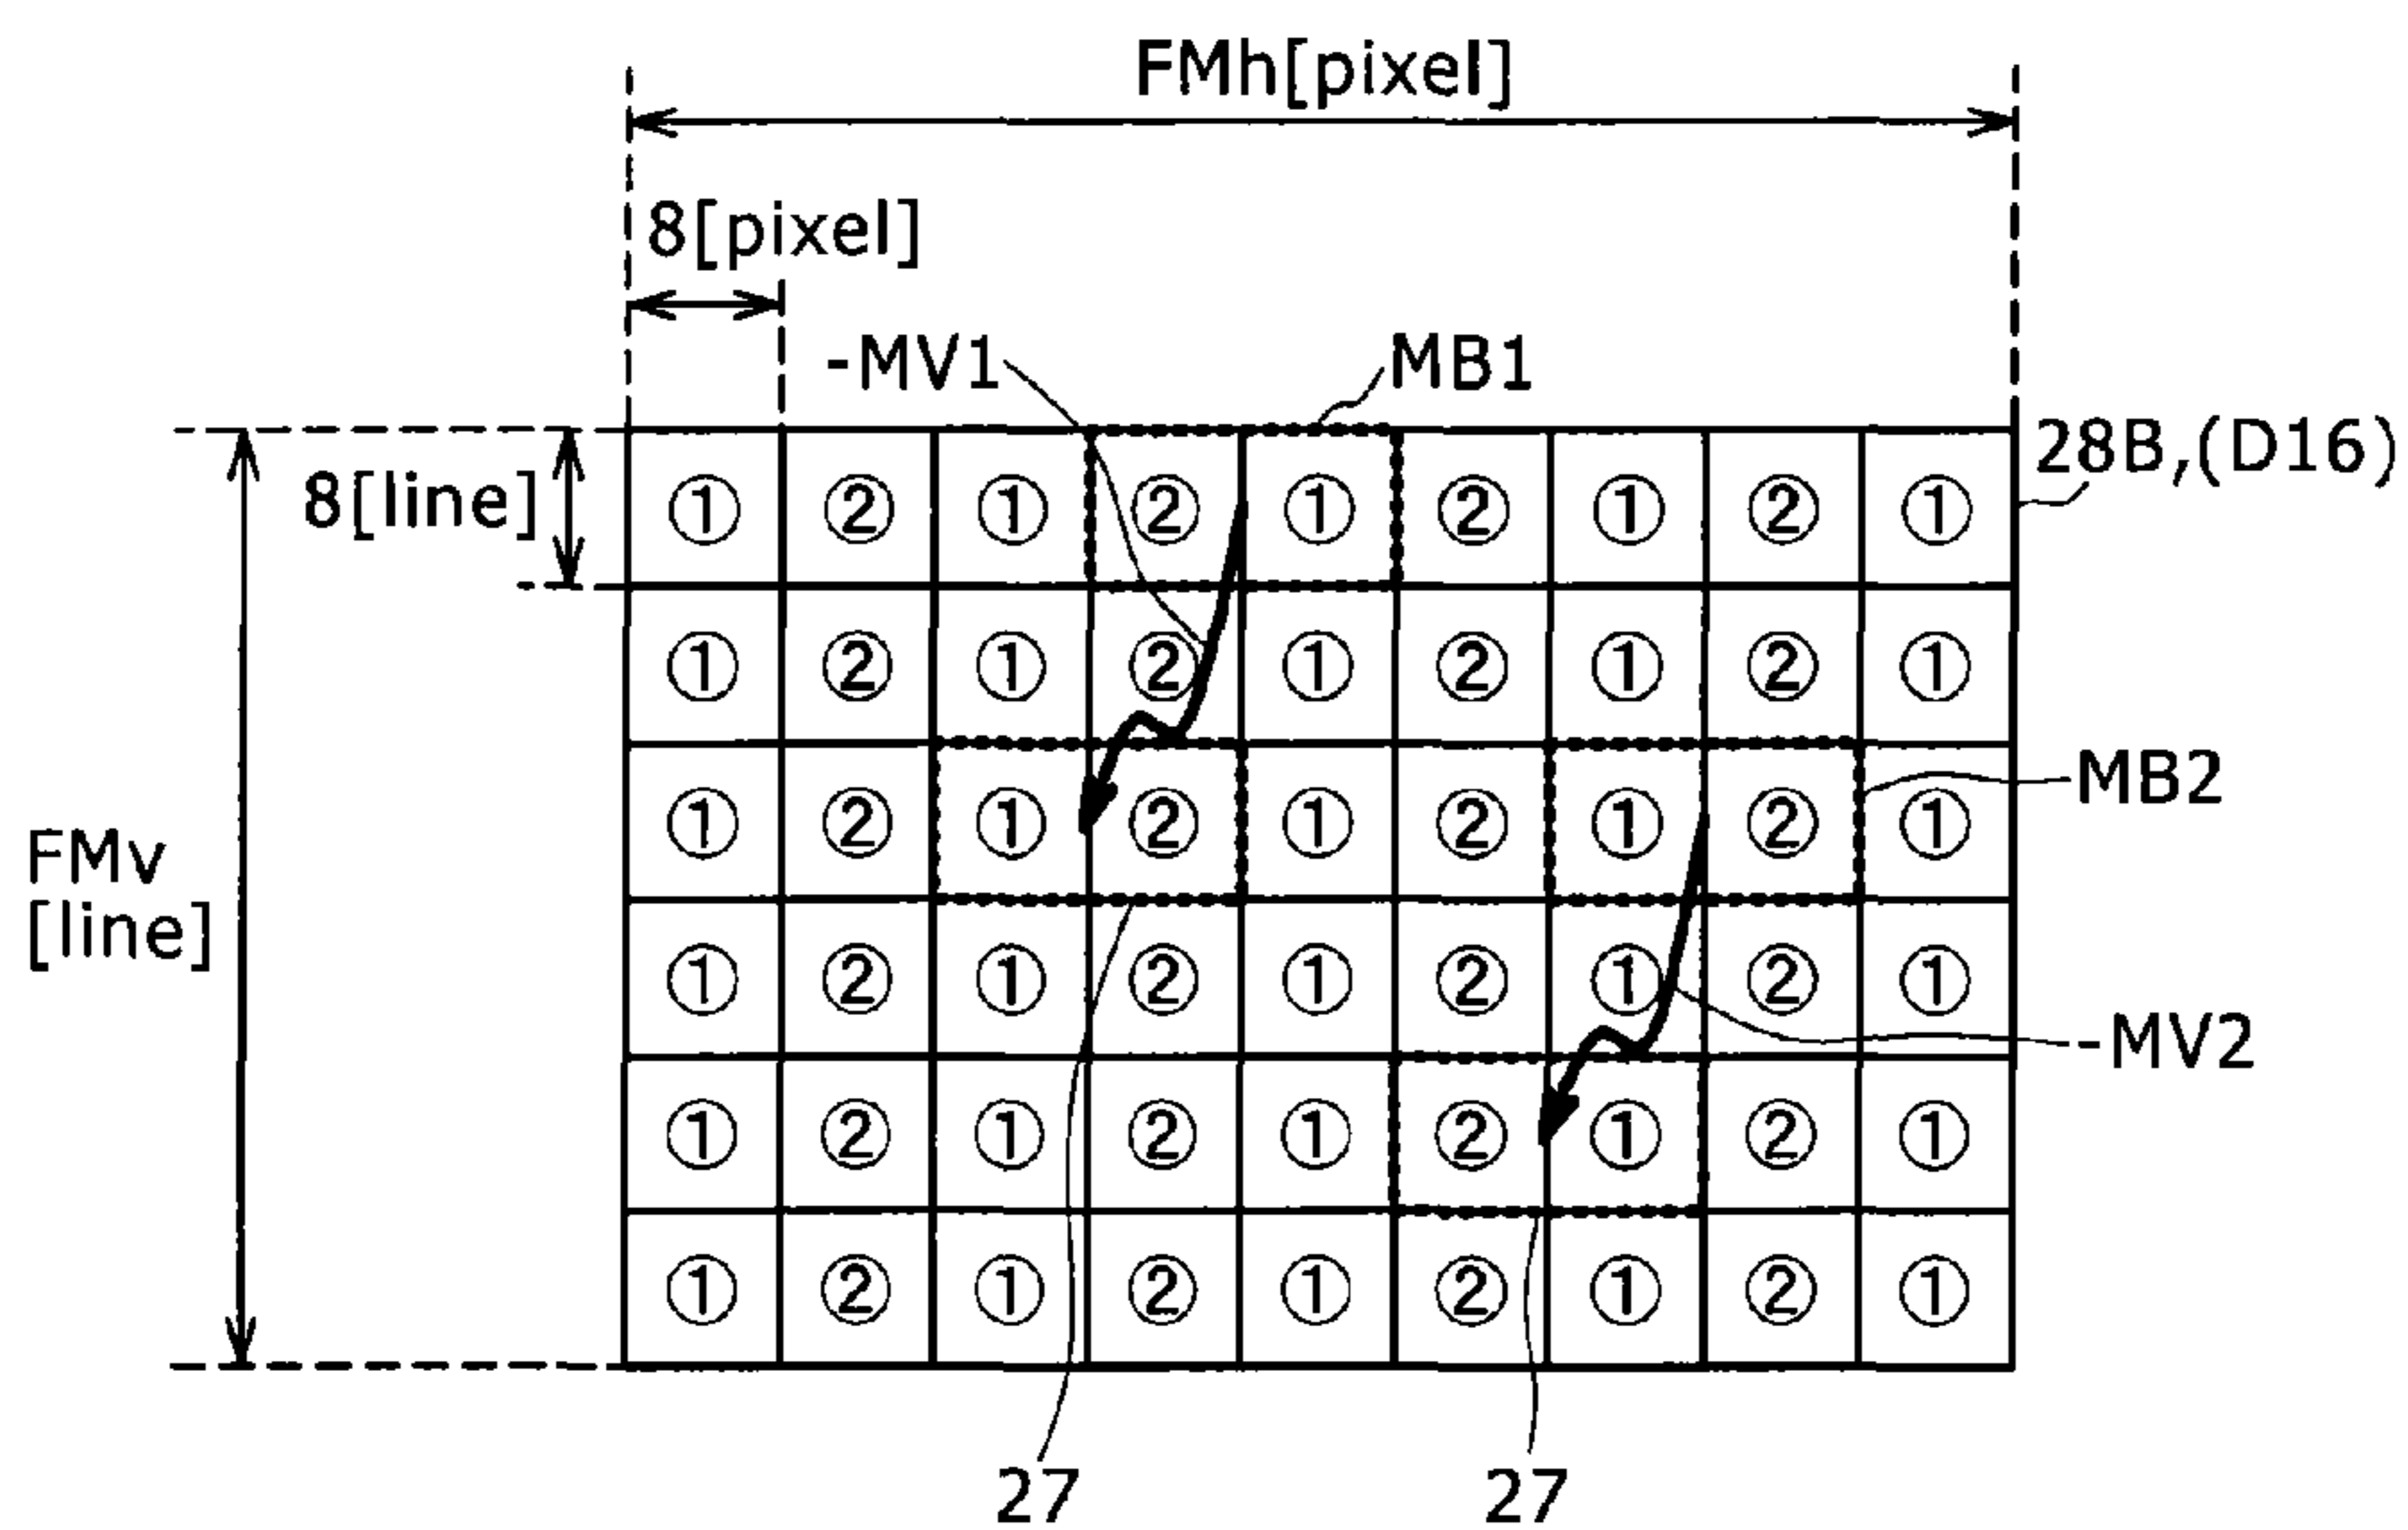 FMh[pixel]
8[pixel]
-MV1
MB1
28B,(D16)
8[line]
① ② ① ② ① ② ① ② ①
① ② ① ② ① ② ① ② ①
MB2
① ② ① ② ① ② ① ② ①
FMv
[line]
① ② ① ② ① ② ① ② ①
-MV2
① ② ① ② ① ② ① ② ①
① ② ① ② ① ② ① ② ①
27
27